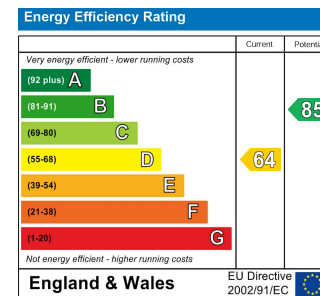 Energy Efficiency Rating
Current Potentia
Very energy efficient - lower running costs
(92 plus) A
(81-91) B
85
(69-80) C
(55-68) D
64
(39-54) E
(21-38) F
(1-20) G
Not energy efficient - higher running costs
England & Wales
EU Directive
2002/91/EC